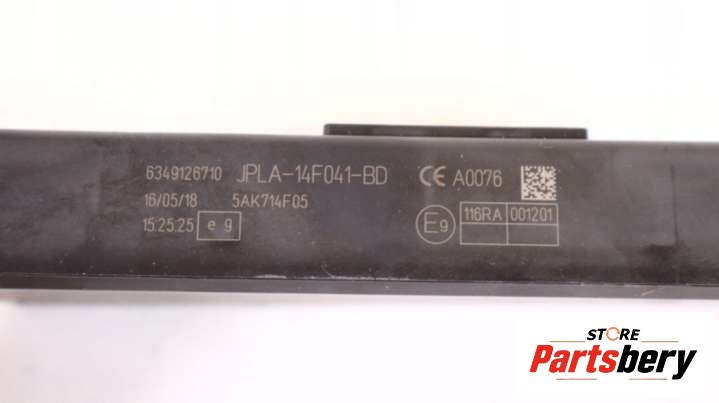 6349126710 JPLA-14F041-BD CE A0076
16/05/18 5AK714F05
15:25:25 e 9 E9 116RA 001201
STORE
Partsbery